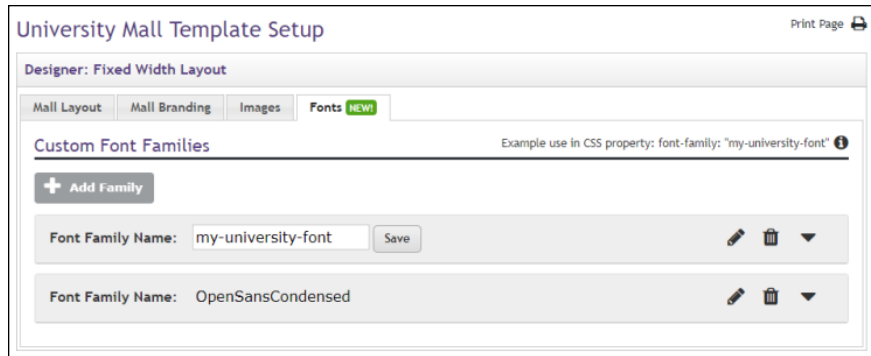 University Mall Template Setup
Print Page
Designer: Fixed Width Layout
Mall Layout Mall Branding Images Fonts NEW!
Custom Font Families
Example use in CSS property: font-family: "my-university-font"
Add Family
Font Family Name: my-university-font Save
Font Family Name: OpenSansCondensed